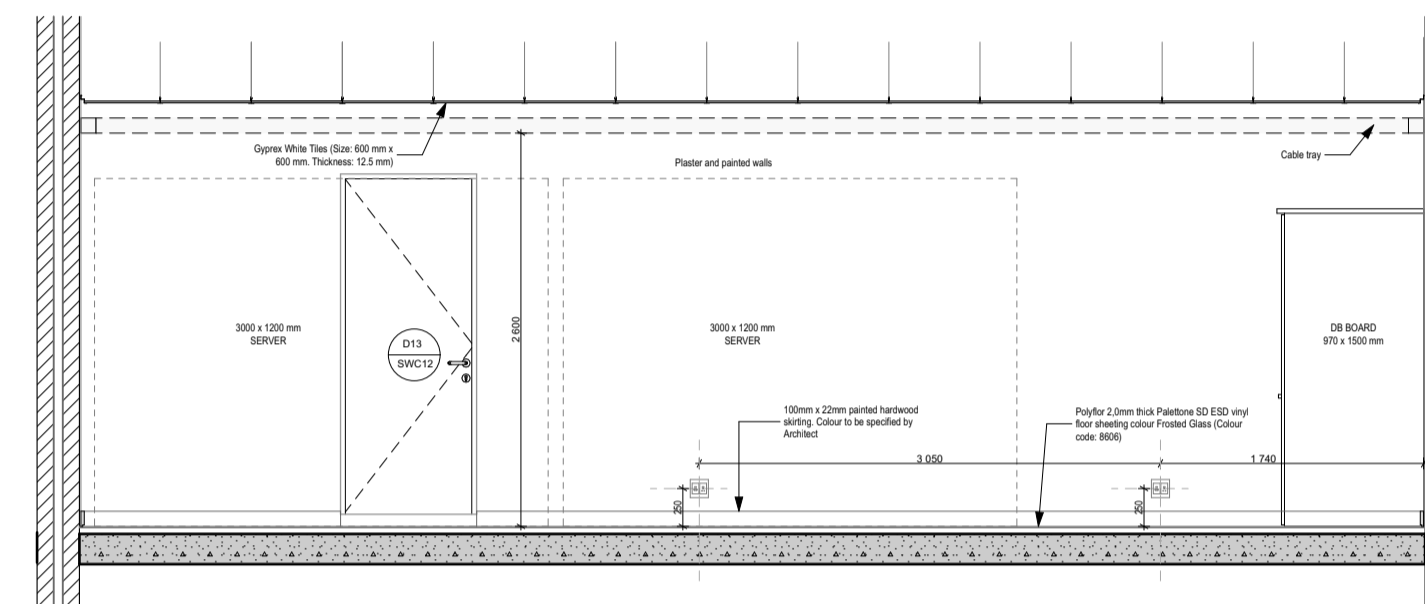 Gyprex White Tiles (Size: 600 mm x
600 mm. Thickness: 12.5 mm)
Plaster and painted walls
Cable tray
3000 x 1200 mm
SERVER
D13
SWC12
2 600
3000 x 1200 mm
SERVER
DB BOARD
970 x 1500 mm
100mm x 22mm painted hardwood
skirting. Colour to be specified by
Architect
Polyflor 2,0mm thick Palettone SD ESD vinyl
floor sheeting colour Frosted Glass (Colour
code: 8606)
3 050
1 740
250
250